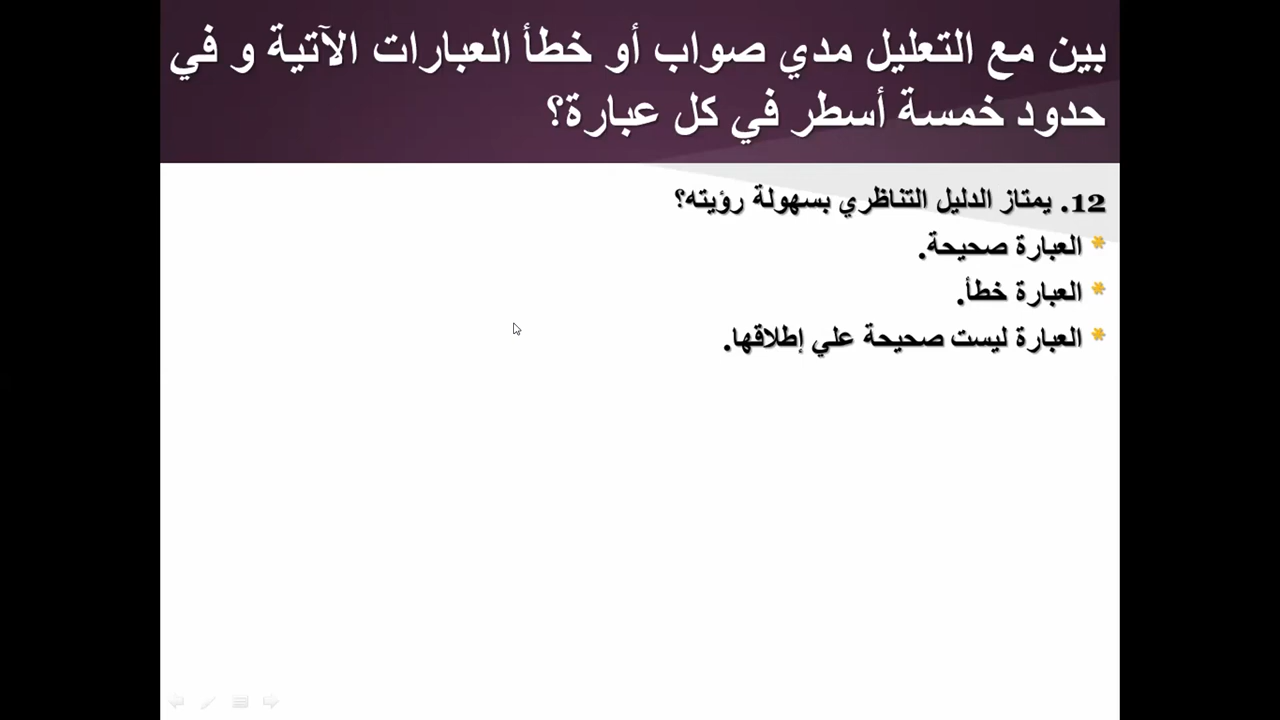 بين مع التعليل مدي صواب أو خطأ العبارات الآتية و في
حدود خمسة أسطر في كل عبارة؟
12. يمتاز الدليل التناظري بسهولة رؤيته؟
* العبارة صحيحة.
* العبارة خطأ.
* العبارة ليست صحيحة علي إطلاقها.